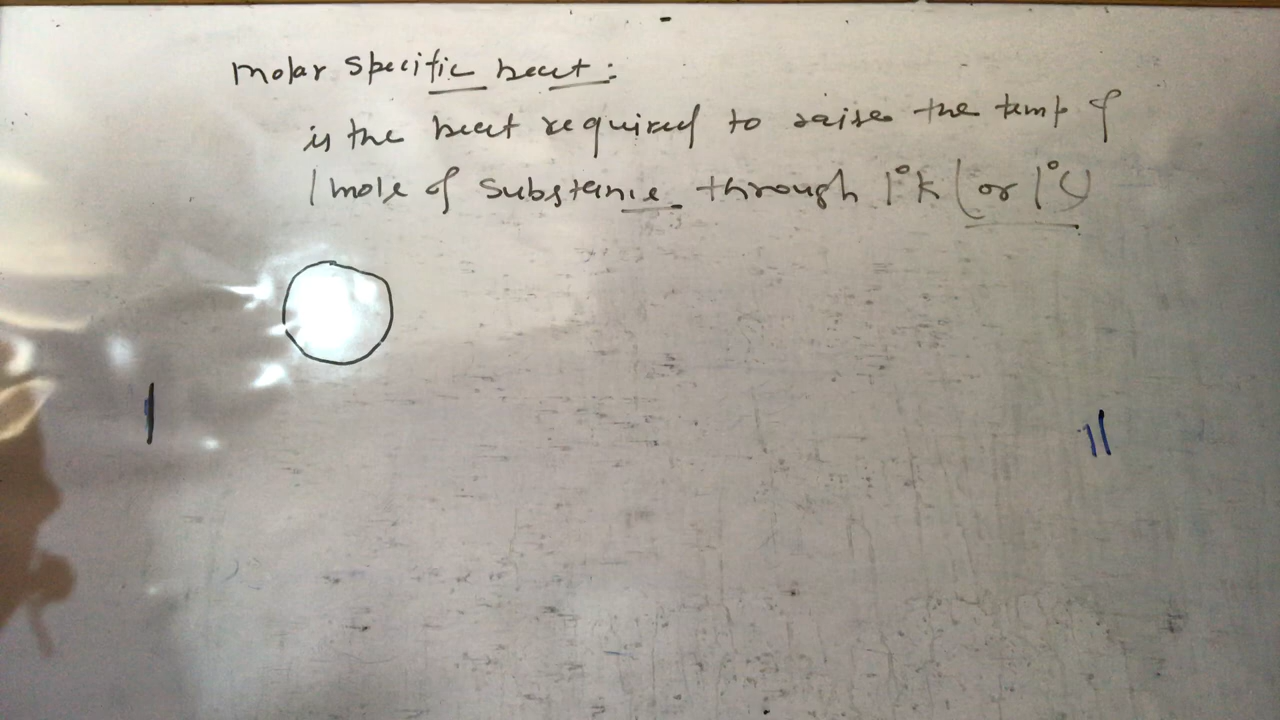 Molar specific heat :
is the heat required to raise the temp of
1 mole of substance through 1°K (or 1°C)